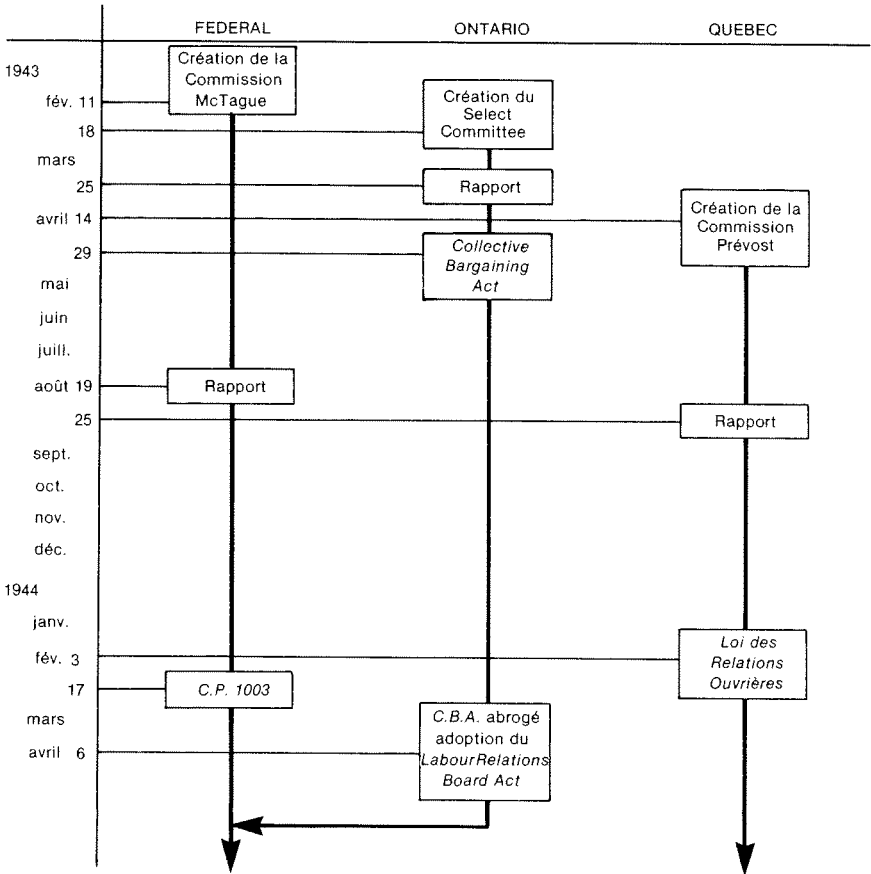 FEDERAL ONTARIO QUEBEC
1943
Création de la
Commission
McTague
fév. 11
Création du
Select
Committee
18
mars
25
Rapport
avril 14
Création de la
Commission
Prévost
29
Collective
Bargaining
Act
mai
juin
juill.
août 19
Rapport
25
Rapport
sept.
oct.
nov.
déc.
1944
janv.
fév. 3
Loi des
Relations
Ouvrières
17
C.P. 1003
mars
avril 6
C.B.A. abrogé
adoption du
Labour Relations
Board Act